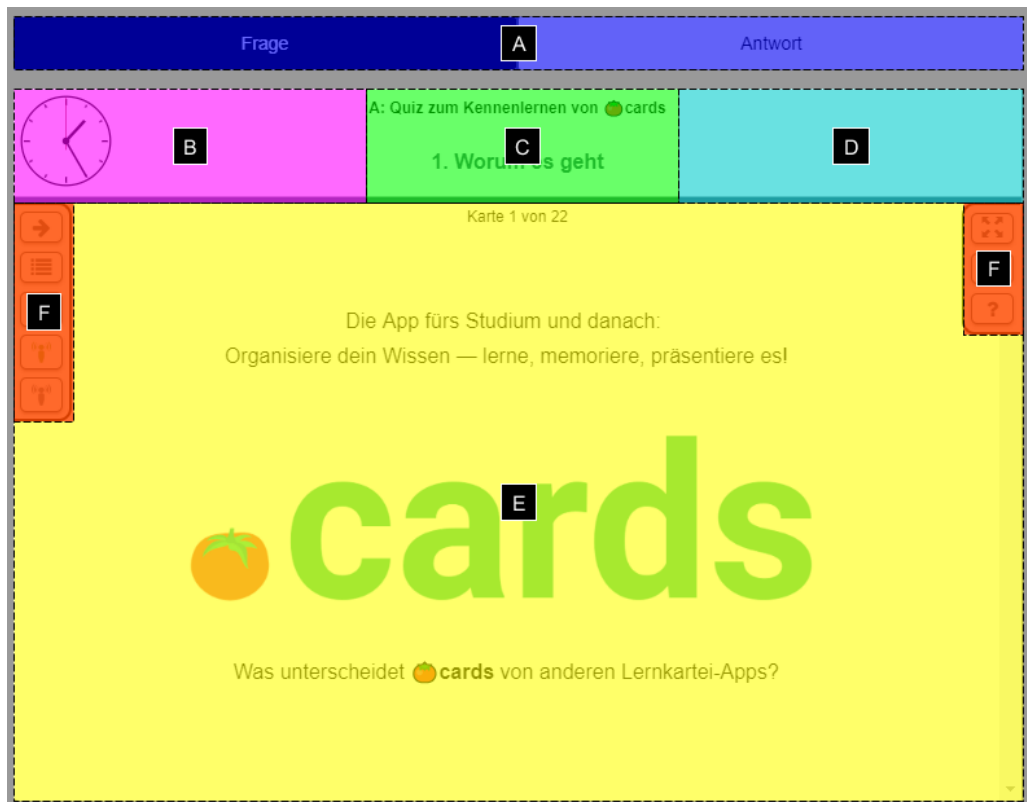 Frage A Antwort
A: Quiz zum Kennenlernen von 🍅cards
B C D
1. Worum es geht
Karte 1 von 22
F F
?
Die App fürs Studium und danach:
Organisiere dein Wissen — lerne, memoriere, präsentiere es!
cards
E
Was unterscheidet 🍅cards von anderen Lernkartei-Apps?